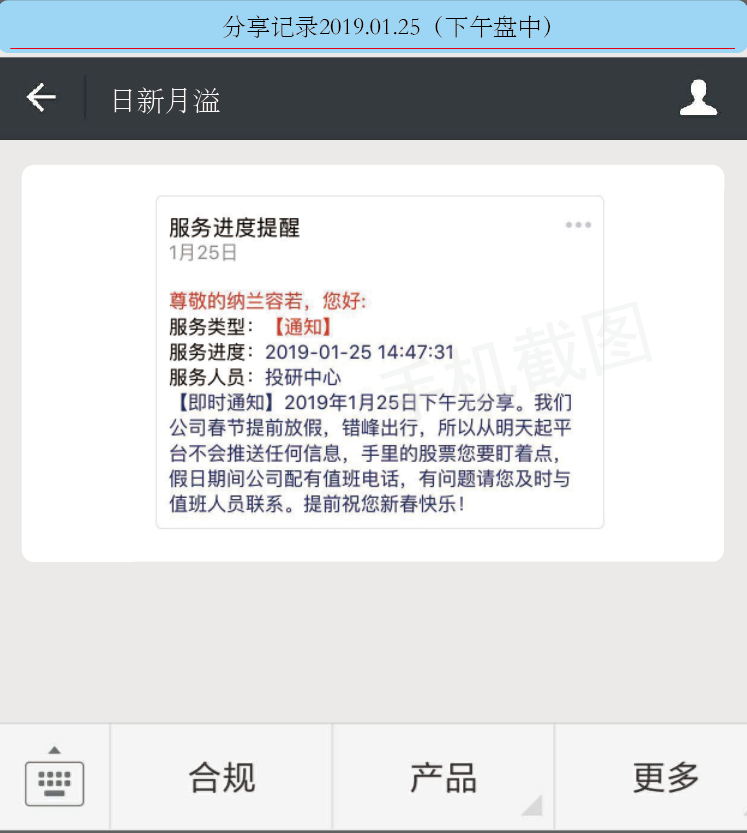 分享记录2019.01.25（下午盘中）
日新月溢
服务进度提醒
1月25日
尊敬的纳兰容若，您好:
服务类型：【通知】
服务进度：2019-01-25 14:47:31
服务人员：投研中心
【即时通知】2019年1月25日下午无分享。我们
公司春节提前放假，错峰出行，所以从明天起平
台不会推送任何信息，手里的股票您要盯着点，
假日期间公司配有值班电话，有问题请您及时与
值班人员联系。提前祝您新春快乐！
手机截图
合规
产品
更多